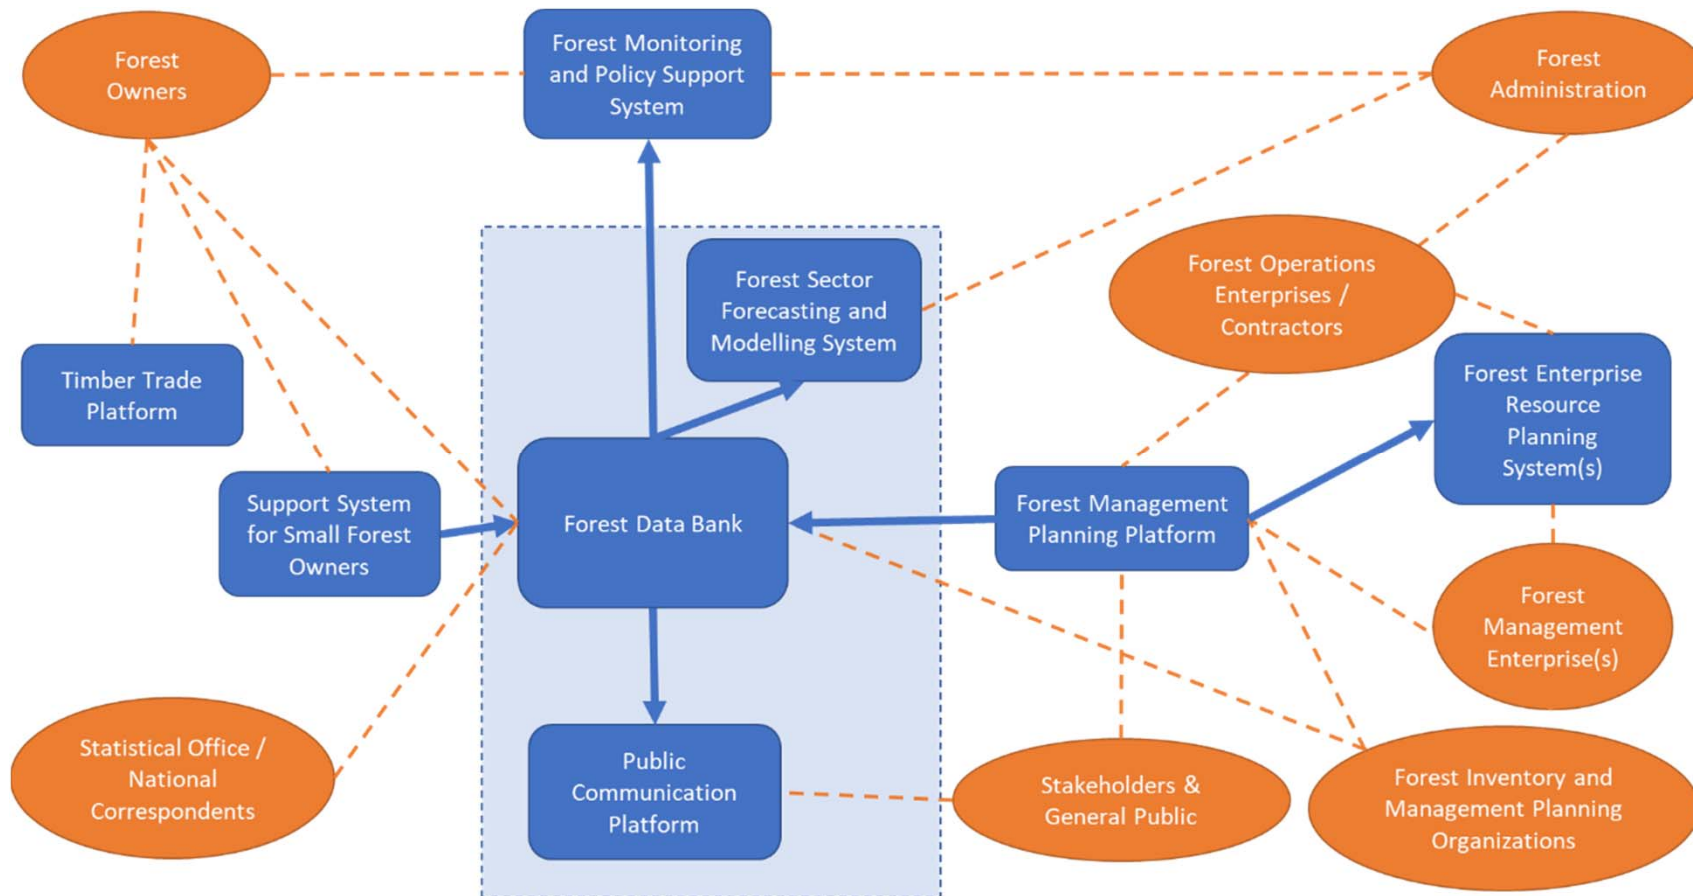 Forest
Owners
Forest Monitoring
and Policy Support
System
Forest
Administration
Forest Sector
Forecasting and
Modelling System
Forest Operations
Enterprises /
Contractors
Timber Trade
Platform
Forest Enterprise
Resource
Planning
System(s)
Support System
for Small Forest
Owners
Forest Data Bank
Forest Management
Planning Platform
Forest
Management
Enterprise(s)
Statistical Office /
National
Correspondents
Public
Communication
Platform
Stakeholders &
General Public
Forest Inventory and
Management Planning
Organizations